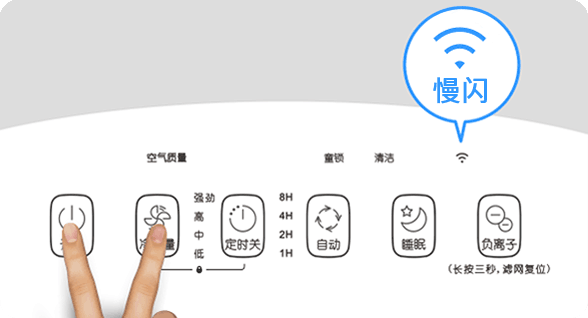 慢闪
空气质量
童锁
清洁
强劲
高
中
低
定时关
8H
4H
2H
1H
自动
睡眠
负离子
(长按三秒，滤网复位)